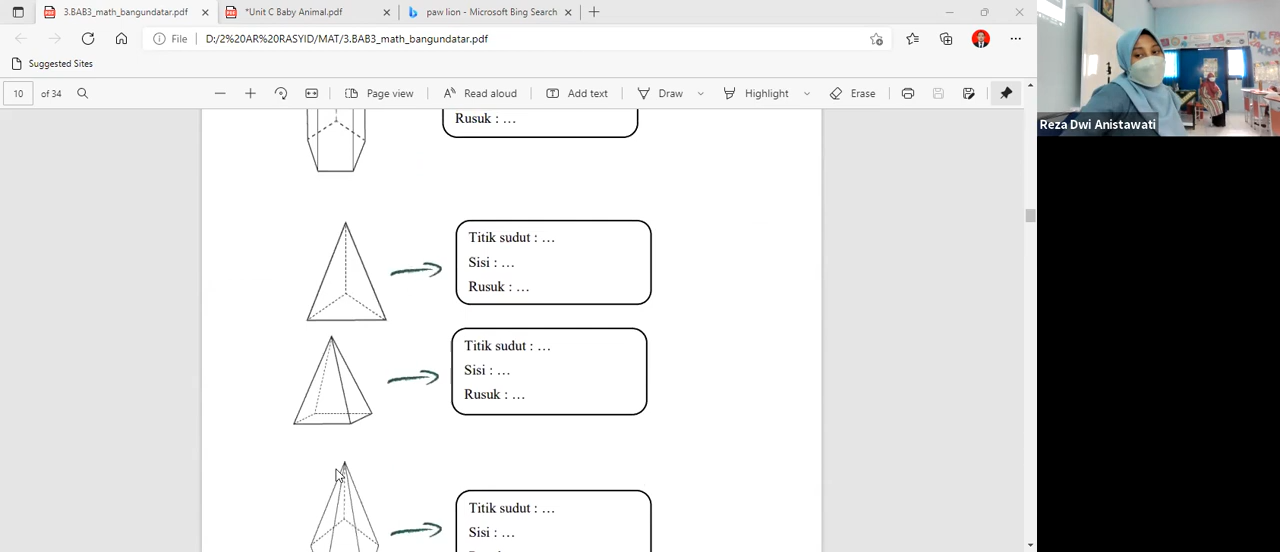 3.BAB3_math_bangundatar.pdf
*Unit C Baby Animal.pdf
paw lion - Microsoft Bing Search
File
D:/2%20AR%20RASYID/MAT/3.BAB3_math_bangundatar.pdf
Suggested Sites
10 of 34
Page view
Read aloud
Add text
Draw
Highlight
Erase
Reza Dwi Anistawati
Rusuk : ...
Titik sudut : ...
Sisi : ...
Rusuk : ...
Titik sudut : ...
Sisi : ...
Rusuk : ...
Titik sudut : ...
Sisi : ...